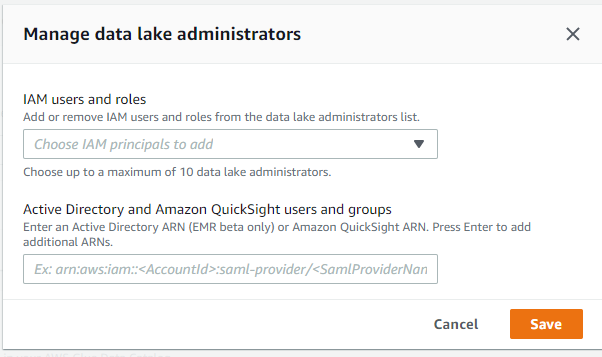 Manage data lake administrators
IAM users and roles
Add or remove IAM users and roles from the data lake administrators list.
Choose IAM principals to add
Choose up to a maximum of 10 data lake administrators.
Active Directory and Amazon QuickSight users and groups
Enter an Active Directory ARN (EMR beta only) or Amazon QuickSight ARN. Press Enter to add
additional ARNs.
Ex: arn:aws:iam::<AccountId>:saml-provider/<SamlProviderNan
Cancel
Save